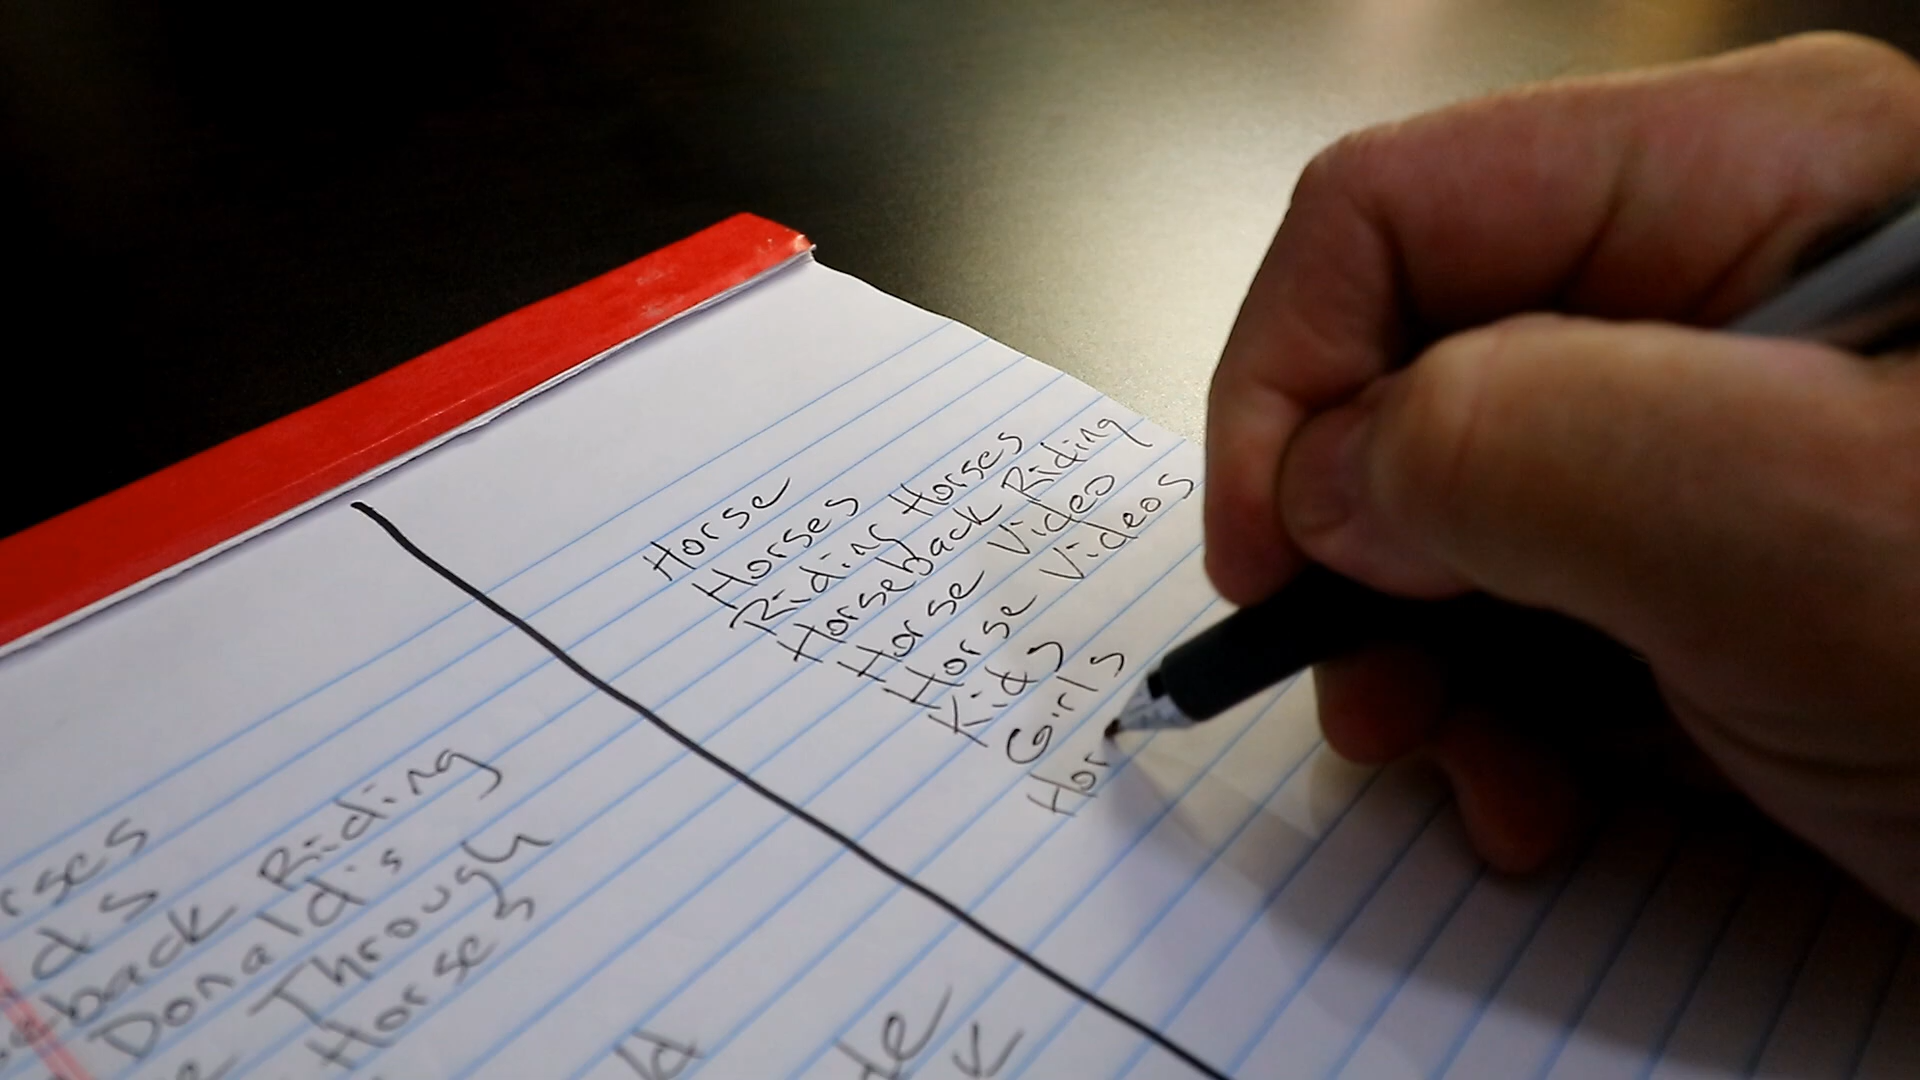 Horse
Horses
Riding Horses
Horseback Riding
Horse Video
Horse Videos
Kids
Girls
Hor
rses
ds
back Riding
Donald's
Through
Horses